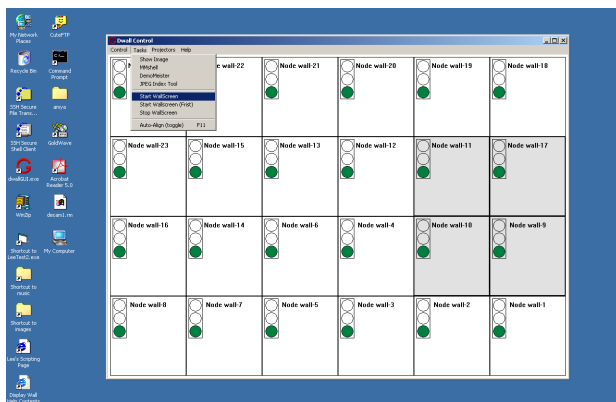 My Network
Places
CuteFTP
Recycle Bin
Command
Prompt
SSH Secure
File Trans...
amya
SSH Secure
Shell Client
GoldWave
dwallGUI.exe
Acrobat
Reader 5.0
WinZip
decam1.rm
Shortcut to
LeeTest2.exe
My Computer
Shortcut to
music
Shortcut to
images
Lee's Scripting
Page
Display Wall
Help Contents
Dwall Control
Control Tasks Projectors Help
Show Image
MMshell
DemoMeister
JPEG Index Tool
Start WallScreen
Start Wallscreen (Frist)
Stop WallScreen
Auto-Align (toggle) F11
e wall-22 Node wall-21 Node wall-20 Node wall-19 Node wall-18
Node wall-23 Node wall-15 Node wall-13 Node wall-12 Node wall-11 Node wall-17
Node wall-16 Node wall-14 Node wall-6 Node wall-4 Node wall-10 Node wall-9
Node wall-8 Node wall-7 Node wall-5 Node wall-3 Node wall-2 Node wall-1